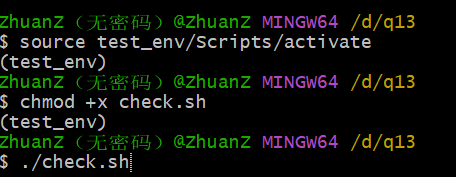 ZhuanZ（无密码）@ZhuanZ MINGW64 /d/q13
$ source test_env/Scripts/activate
(test_env)
ZhuanZ（无密码）@ZhuanZ MINGW64 /d/q13
$ chmod +x check.sh
(test_env)
ZhuanZ（无密码）@ZhuanZ MINGW64 /d/q13
$ ./check.sh